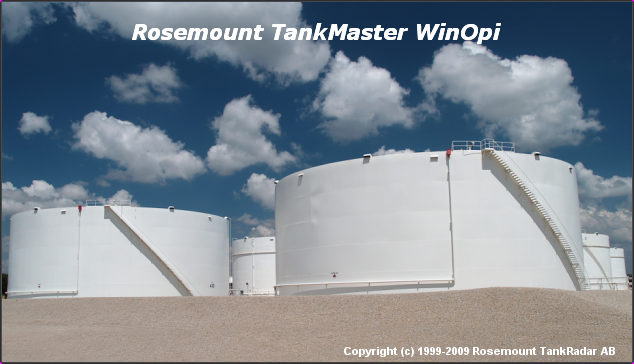 Rosemount TankMaster WinOpi
Copyright (c) 1999-2009 Rosemount TankRadar AB